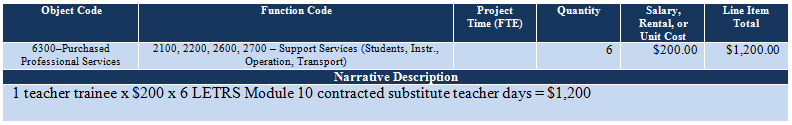 Object Code Function Code Project Time (FTE) Quantity Salary, Rental, or Unit Cost Line Item Total
6300–Purchased Professional Services 2100, 2200, 2600, 2700 – Support Services (Students, Instr., Operation, Transport) 6 $200.00 $1,200.00
Narrative Description
1 teacher trainee x $200 x 6 LETRS Module 10 contracted substitute teacher days = $1,200